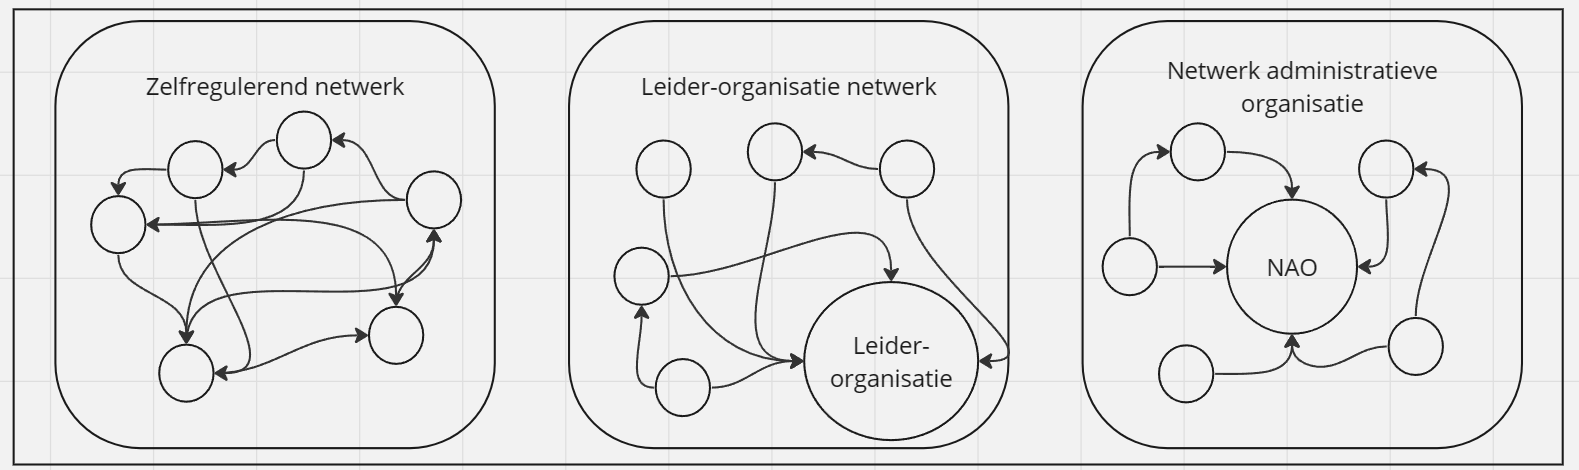 Zelfregulerend netwerk
Leider-organisatie netwerk
Leider-
organisatie
Netwerk administratieve
organisatie
NAO